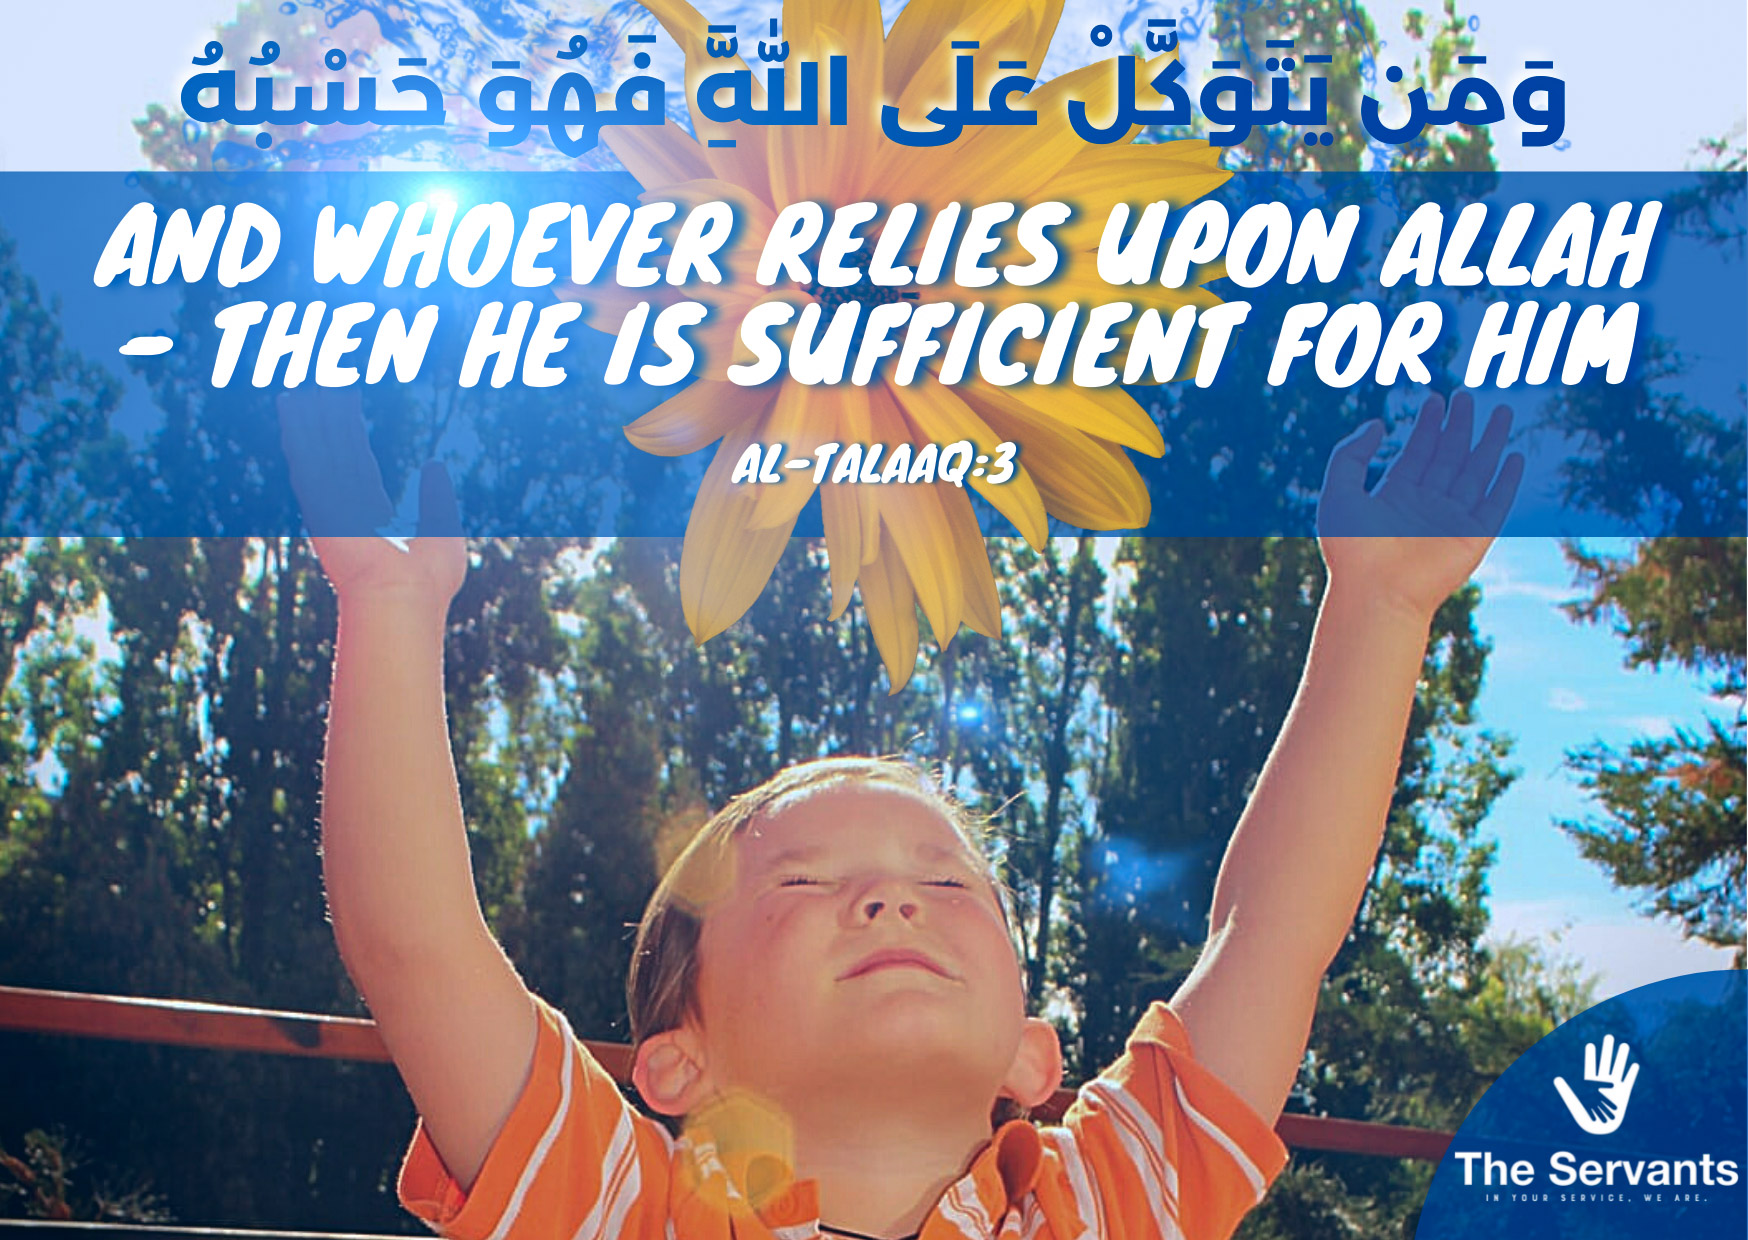 وَمَن يَتَوَكَّلْ عَلَى اللَّهِ فَهُوَ حَسْبُهُ
AND WHOEVER RELIES UPON ALLAH
- THEN HE IS SUFFICIENT FOR HIM
AL-TALAAQ:3
The Servants
IN YOUR SERVICE, WE ARE.